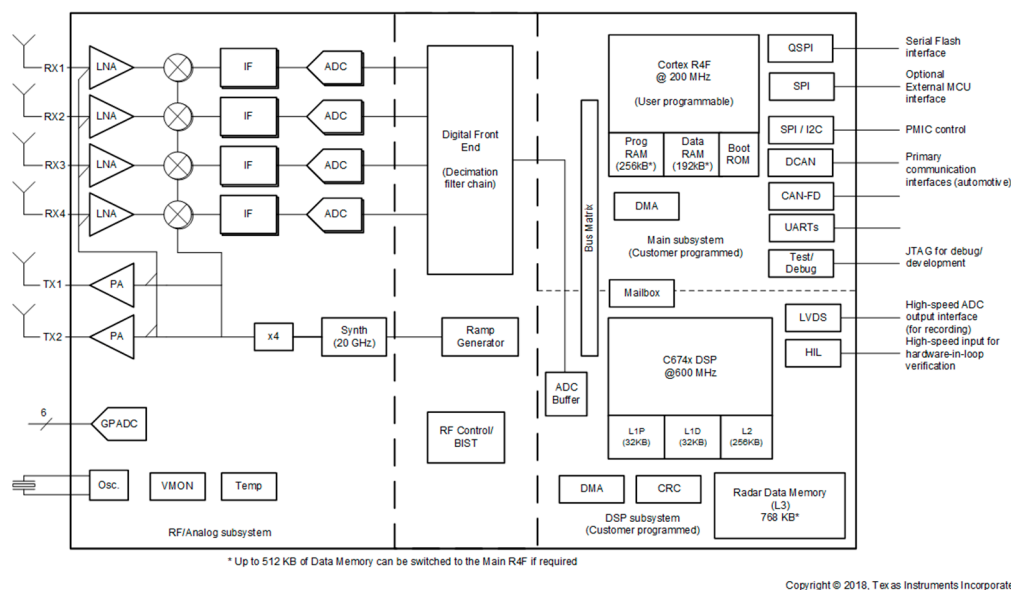 RX1
LNA
IF
ADC
RX2
LNA
IF
ADC
RX3
LNA
IF
ADC
RX4
LNA
IF
ADC
TX1
PA
TX2
PA
x4
Synth
(20 GHz)
Ramp
Generator
Digital Front
End
(Decimation
filter chain)
6
GPADC
RF Control/
BIST
Osc.
VMON
Temp
RF/Analog subsystem
Bus Matrix
ADC
Buffer
Cortex R4F
@ 200 MHz
(User programmable)
Prog
RAM
(256kB*)
Data
RAM
(192kB*)
Boot
ROM
DMA
Main subsystem
(Customer programmed)
Mailbox
QSPI
Serial Flash
interface
SPI
Optional
External MCU
interface
SPI / I2C
PMIC control
DCAN
Primary
communication
interfaces (automotive)
CAN-FD
UARTs
Test/
Debug
JTAG for debug/
development
LVDS
High-speed ADC
output interface
(for recording)
HIL
High-speed input for
hardware-in-loop
verification
C674x DSP
@600 MHz
L1P
(32KB)
L1D
(32KB)
L2
(256KB)
DMA
CRC
DSP subsystem
(Customer programmed)
Radar Data Memory
(L3)
768 KB*
* Up to 512 KB of Data Memory can be switched to the Main R4F if required
Copyright © 2018, Texas Instruments Incorporate